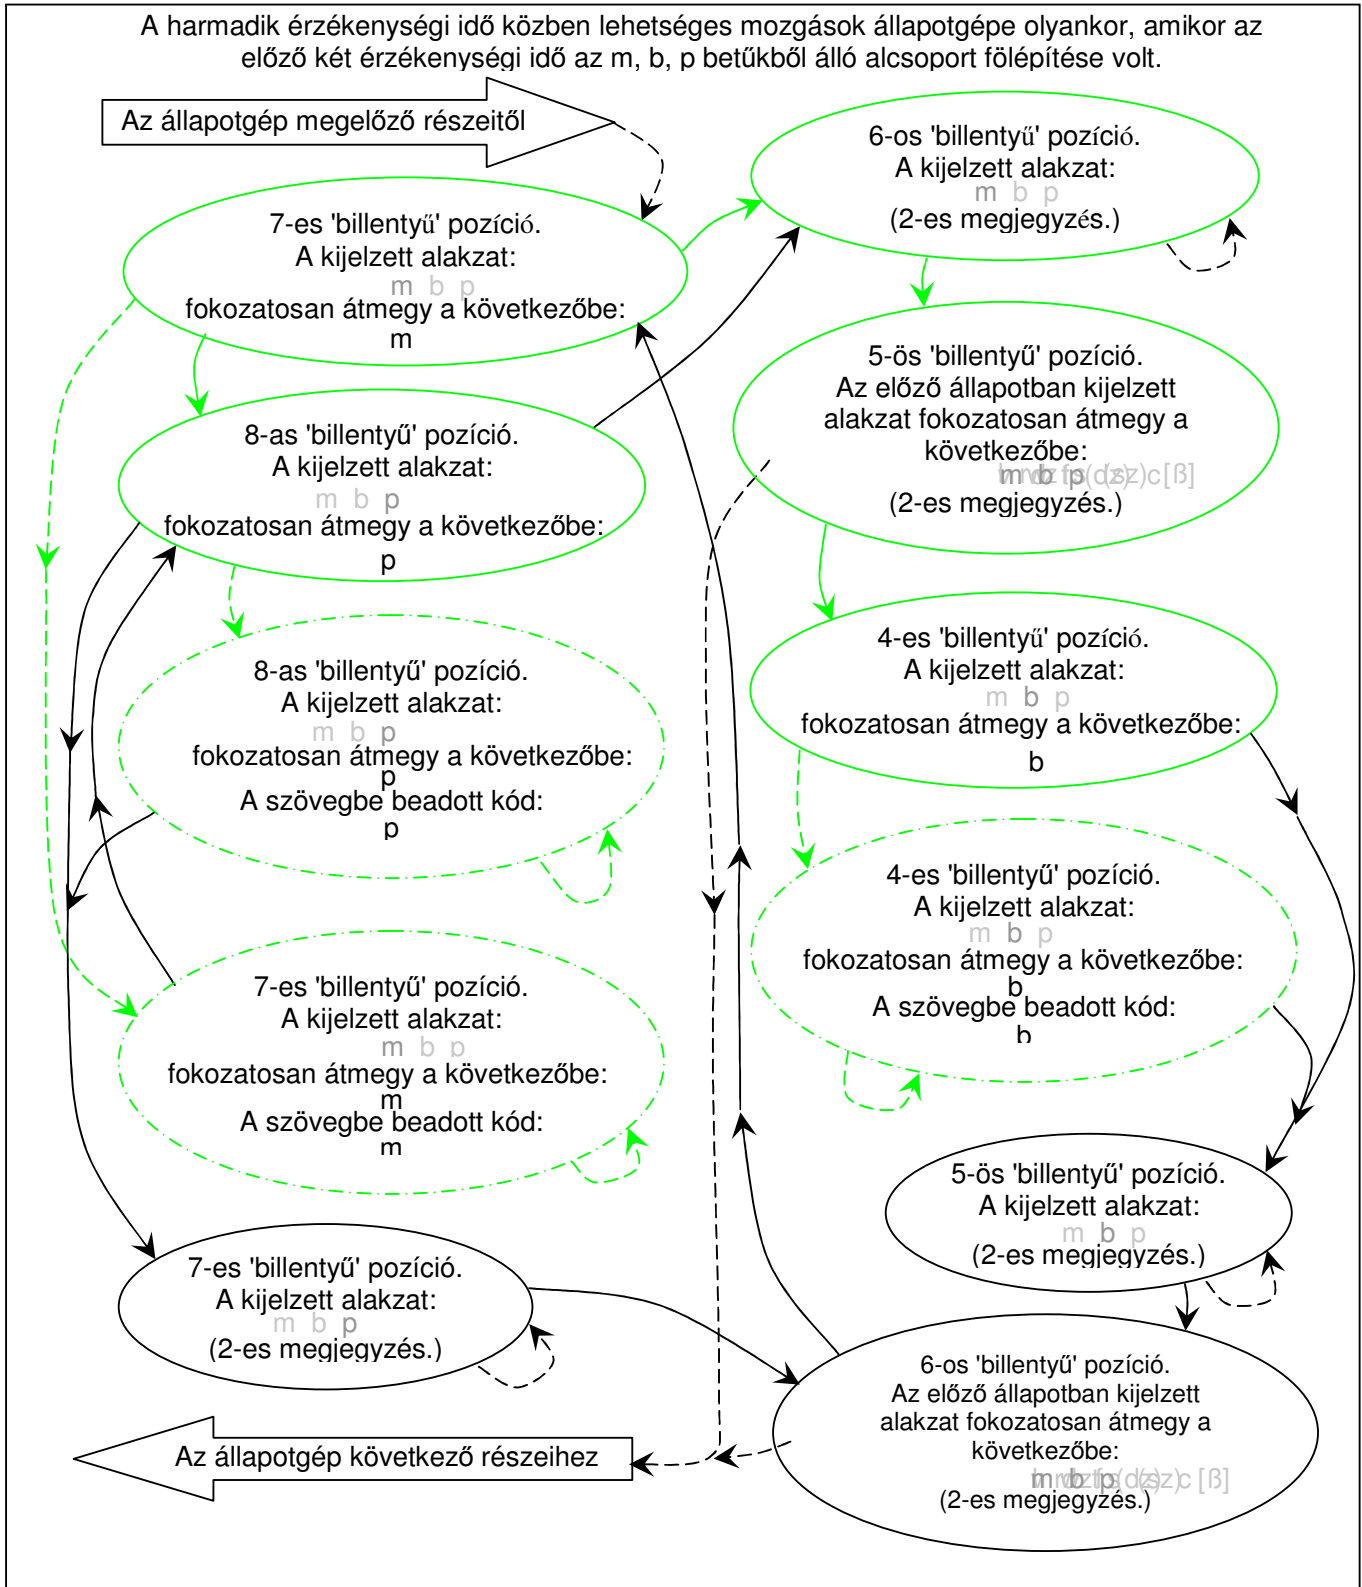 A harmadik érzékenységi idő közben lehetséges mozgások állapotgépe olyankor, amikor az
előző két érzékenységi idő az m, b, p betűkből álló alcsoport fölépítése volt.
Az állapotgép megelőző részeitől
7-es 'billentyű' pozíció.
A kijelzett alakzat:
m b p
fokozatosan átmegy a következőbe:
m
8-as 'billentyű' pozíció.
A kijelzett alakzat:
m b p
fokozatosan átmegy a következőbe:
p
8-as 'billentyű' pozíció.
A kijelzett alakzat:
m b p
fokozatosan átmegy a következőbe:
p
A szövegbe beadott kód:
p
7-es 'billentyű' pozíció.
A kijelzett alakzat:
m b p
fokozatosan átmegy a következőbe:
m
A szövegbe beadott kód:
m
7-es 'billentyű' pozíció.
A kijelzett alakzat:
m b p
(2-es megjegyzés.)
Az állapotgép következő részeihez
6-os 'billentyű' pozíció.
A kijelzett alakzat:
m b p
(2-es megjegyzés.)
5-ös 'billentyű' pozíció.
Az előző állapotban kijelzett
alakzat fokozatosan átmegy a
következőbe:
m b p c [ß]
(2-es megjegyzés.)
4-es 'billentyű' pozíció.
A kijelzett alakzat:
m b p
fokozatosan átmegy a következőbe:
b
4-es 'billentyű' pozíció.
A kijelzett alakzat:
m b p
fokozatosan átmegy a következőbe:
b
A szövegbe beadott kód:
b
5-ös 'billentyű' pozíció.
A kijelzett alakzat:
m b p
(2-es megjegyzés.)
6-os 'billentyű' pozíció.
Az előző állapotban kijelzett
alakzat fokozatosan átmegy a
következőbe:
m b p c [ß]
(2-es megjegyzés.)